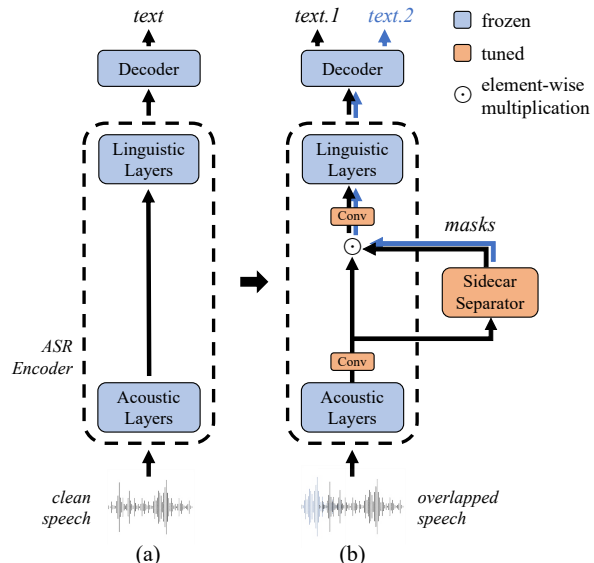 text
text.1
text.2
frozen
tuned
element-wise
multiplication
Decoder
Decoder
Linguistic
Layers
Linguistic
Layers
Conv
masks
Sidecar
Separator
ASR
Encoder
Conv
Acoustic
Layers
Acoustic
Layers
clean
speech
overlapped
speech
(a)
(b)